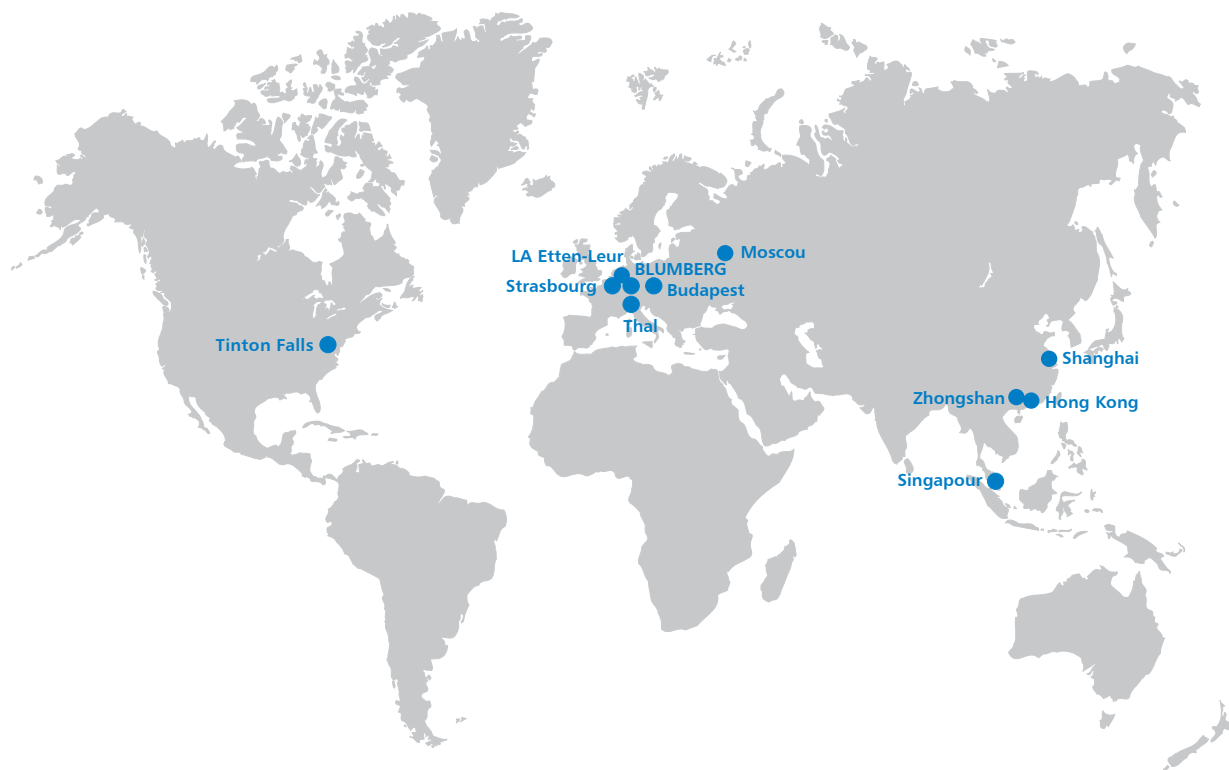 Moscou
LA Etten-Leur
BLUMBERG
Strasbourg
Budapest
Thal
Tinton Falls
Shanghai
Zhongshan
Hong Kong
Singapour